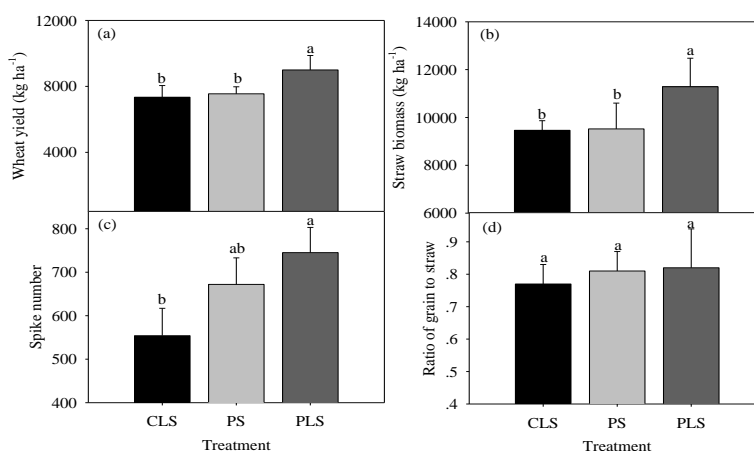 (a)
Wheat yield (kg ha-1)
12000
8000
4000
b
b
a
(b)
Straw biomass (kg ha-1)
14000
12000
10000
8000
6000
b
b
a
(c)
Spike number
800
700
600
500
400
b
ab
a
CLS
PS
PLS
Treatment
(d)
Ratio of grain to straw
.9
.8
.7
.6
.5
.4
a
a
a
CLS
PS
PLS
Treatment